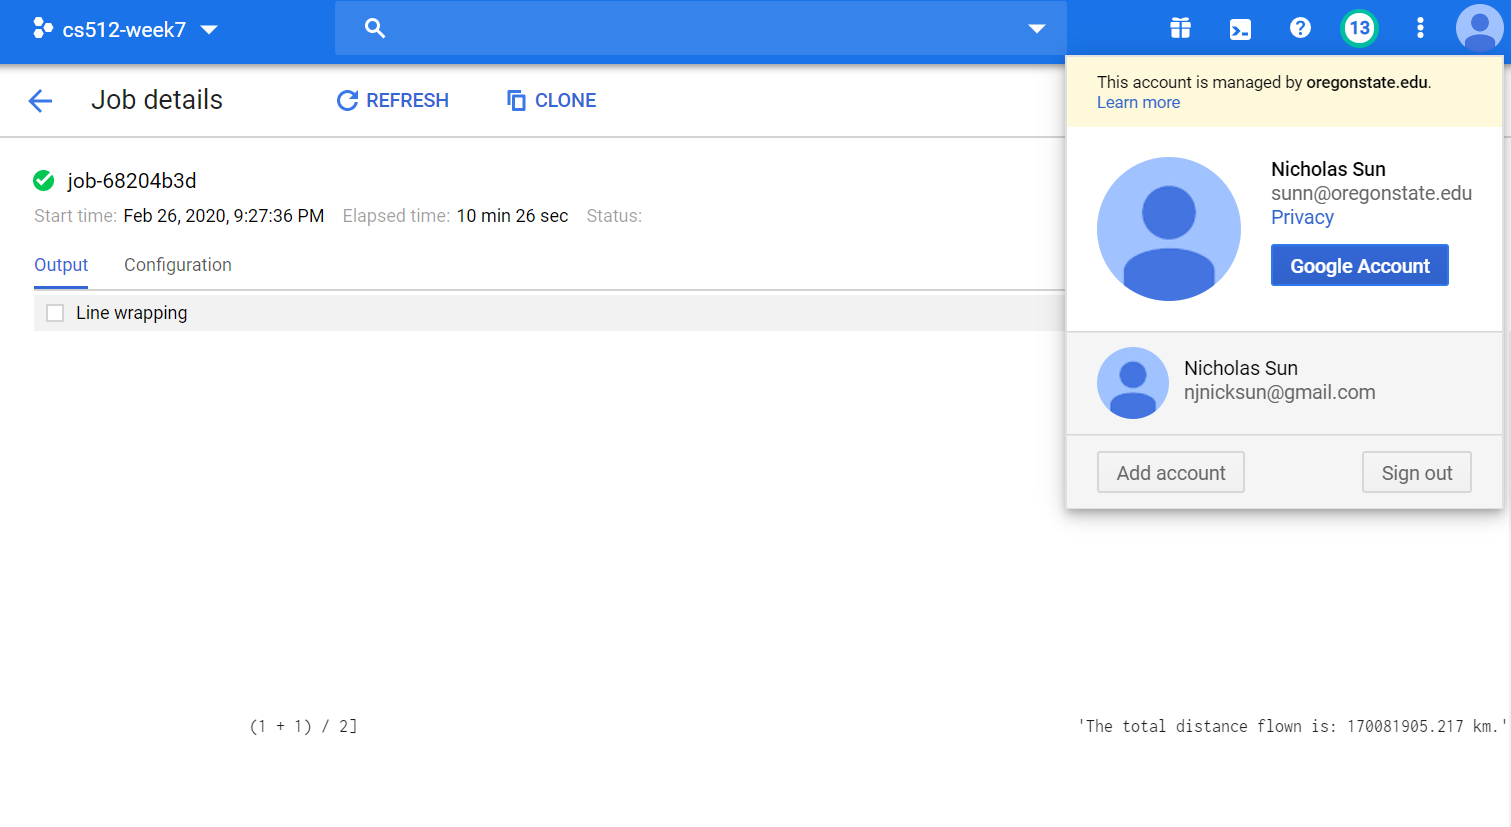 cs512-week7
13
Job details
REFRESH
CLONE
This account is managed by oregonstate.edu.
Learn more
Nicholas Sun
sunn@oregonstate.edu
Privacy
Google Account
Nicholas Sun
njnicksun@gmail.com
Add account
Sign out
job-68204b3d
Start time: Feb 26, 2020, 9:27:36 PM Elapsed time: 10 min 26 sec Status:
Output Configuration
Line wrapping
(1 + 1) / 2] 'The total distance flown is: 170081905.217 km.'